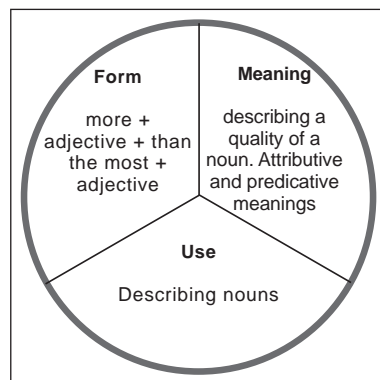 Form
more +
adjective + than
the most +
adjective
Meaning
describing a
quality of a
noun. Attributive
and predicative
meanings
Use
Describing nouns